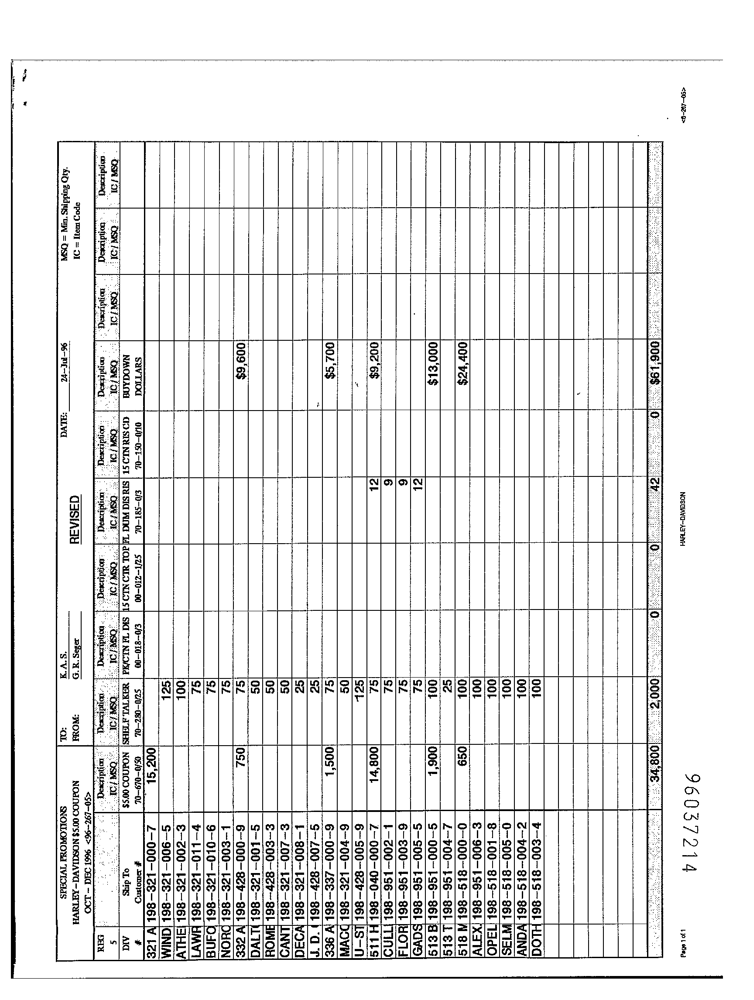 SPECIAL PROMOTIONS TO: K. A. S. DATE: 24-Jul-96 MSQ = Min. Shipping Qty.
HARLEY-DAVIDSON $5.00 COUPON FROM: G. R. Seger REVISED IC = Item Code
OCT - DEC 1996 <96-267-05>
REG Description Description Description Description Description Description Description Description Description Description
5 IC / MSQ IC / MSQ IC / MSQ IC / MSQ IC / MSQ IC / MSQ IC / MSQ IC / MSQ IC / MSQ IC / MSQ
DIV Ship To $5.00 COUPON SHELF TALKER PK/CTN PL DIS 15 CTN CTR TOP PL DUM DIS RIS 15 CTN RIS CD BUYDOWN
# Customer # 70-670-0/50 70-280-0/25 00-018-0/3 00-012-1/25 70-185-0/3 70-150-0/10 DOLLARS
321 A 198-321-000-7 15,200
WIND 198-321-006-5 125
ATHE 198-321-002-3 100
LAWR 198-321-011-4 75
BUFO 198-321-010-6 75
NORC 198-321-003-1 75
332 A 198-428-000-9 750 75 $9,600
DALT( 198-321-001-5 50
ROME 198-428-003-3 50
CANT 198-321-007-3 50
DECA 198-321-008-1 25
J. D. ( 198-428-007-5 25
336 A 198-337-000-9 1,500 75 $5,700
MACC 198-321-004-9 50
U-ST 198-428-005-9 125
511 H 198-040-000-7 14,800 75 12 $9,200
CULL 198-951-002-1 75 9
FLOR 198-951-003-9 75 9
GADS 198-951-005-5 75 12
513 B 198-951-000-5 1,900 100 $13,000
513 T 198-951-004-7 25
518 M 198-518-000-0 650 100 $24,400
ALEX 198-951-006-3 100
OPEL 198-518-001-8 100
SELM 198-518-005-0 100
ANDA 198-518-004-2 100
DOTH 198-518-003-4 100
34,800 2,000 0 0 42 0 $61,900
Page 1 of 1 HARLEY-DAVIDSON <6-267-05>
96037214